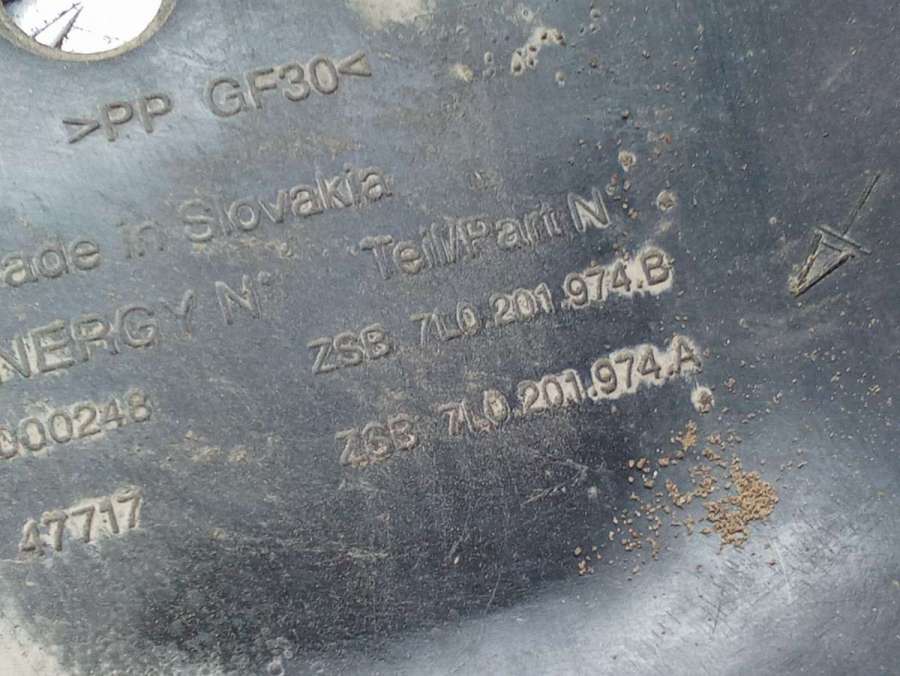 >PP GF30<
ade in Slovakia
NERGY N° Teil/Part N°
ZSB 7L0.201.974.B
000248 ZSB 7L0.201.974.A
47717